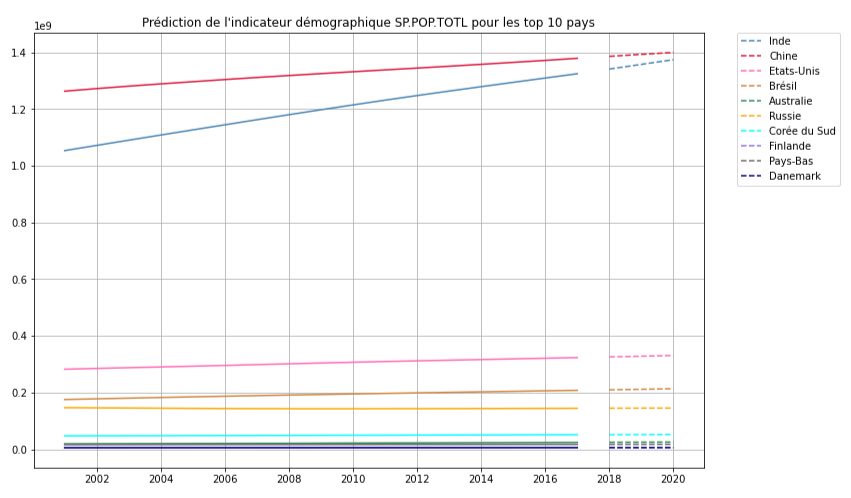 Prédiction de l'indicateur démographique SP.POP.TOTL pour les top 10 pays
1e9
1.4
1.2
1.0
0.8
0.6
0.4
0.2
0.0
2002 2004 2006 2008 2010 2012 2014 2016 2018 2020
Inde
Chine
Etats-Unis
Brésil
Australie
Russie
Corée du Sud
Finlande
Pays-Bas
Danemark